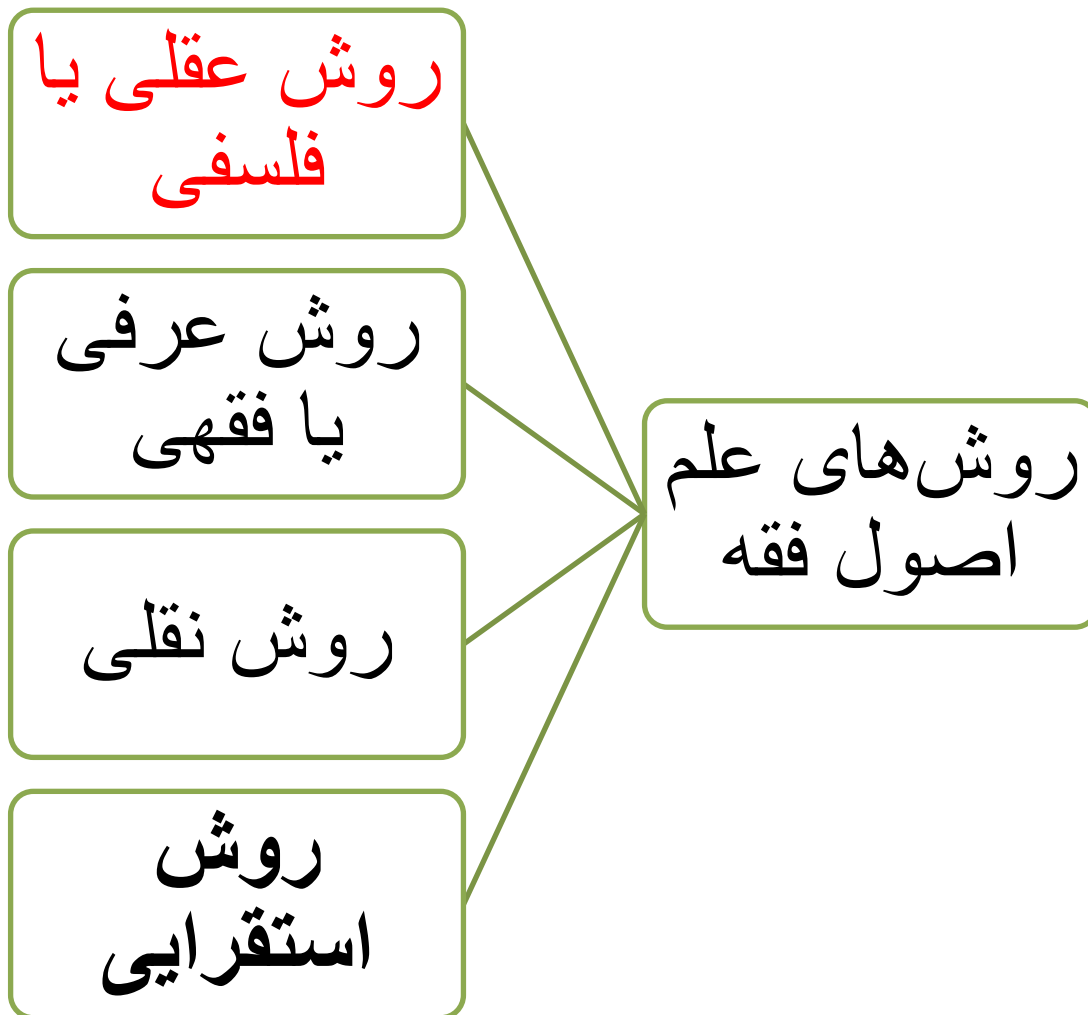 روش‌های علم
اصول فقه
روش عقلی یا
فلسفی
روش عرفی
یا فقهی
روش نقلی
روش
استقرایی